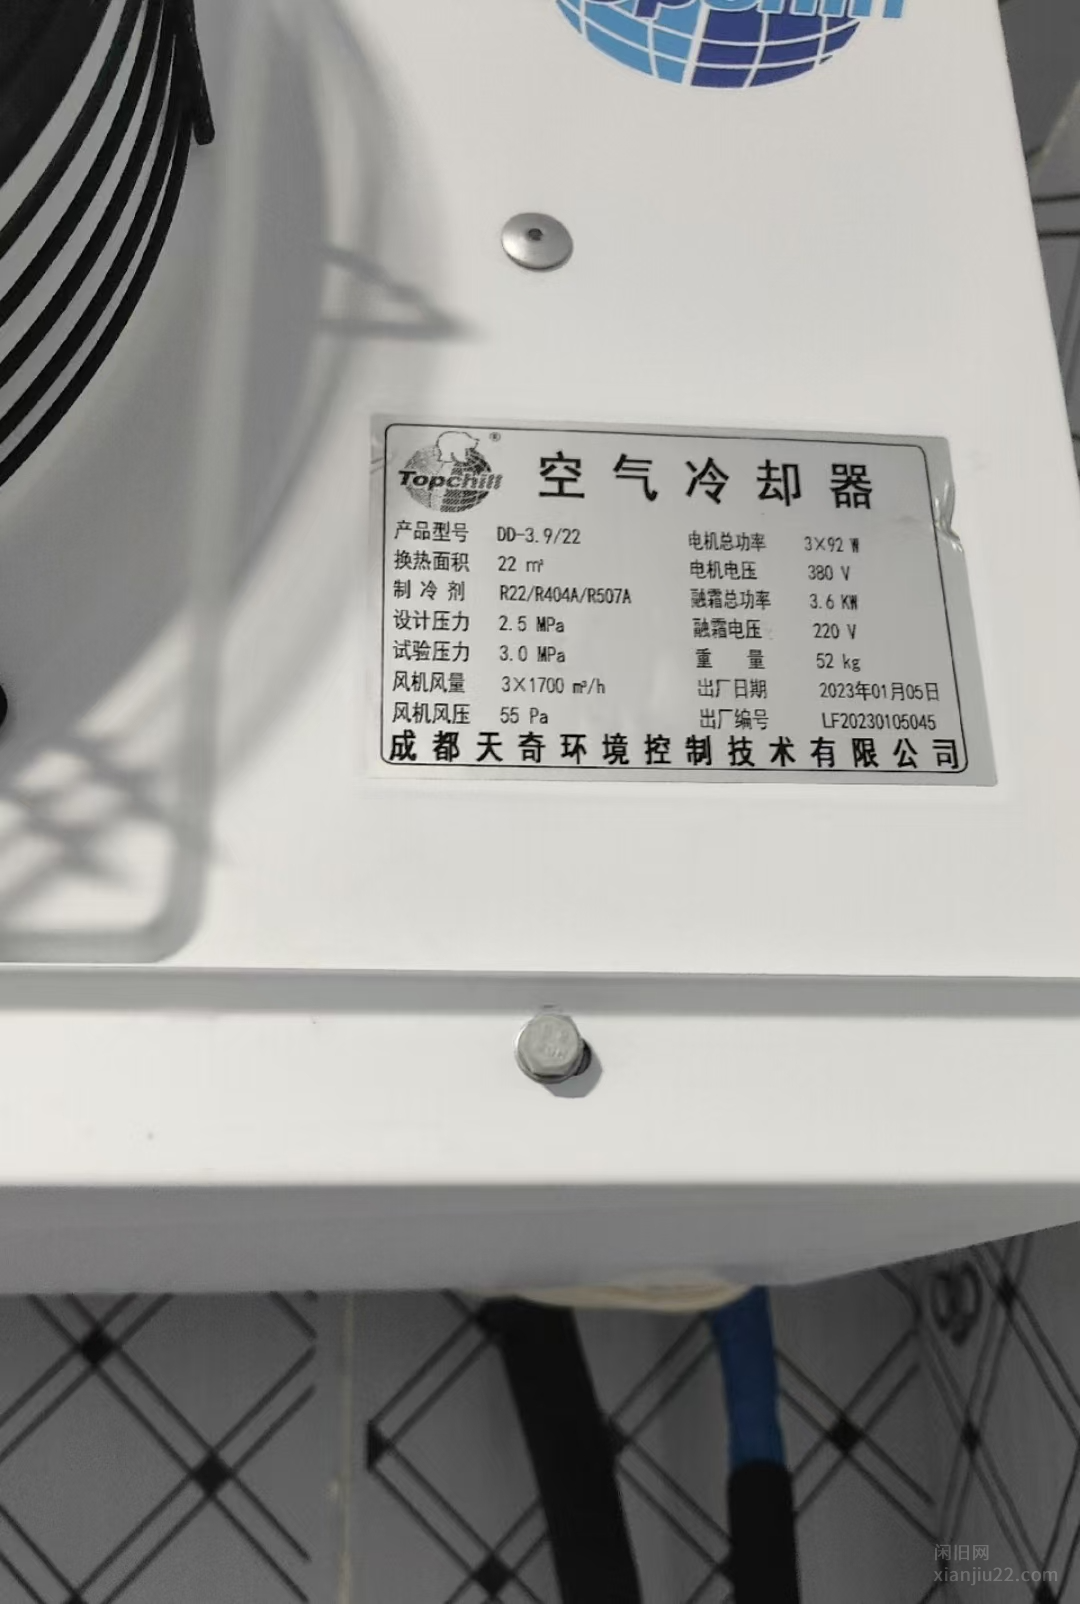 Topchill
Topchill®
空气冷却器
产品型号 DD-3.9/22 电机总功率 3×92 W
换热面积 22 m² 电机电压 380 V
制冷剂 R22/R404A/R507A 融霜总功率 3.6 KW
设计压力 2.5 MPa 融霜电压 220 V
试验压力 3.0 MPa 重量 52 kg
风机风量 3×1700 m³/h 出厂日期 2023年01月05日
风机风压 55 Pa 出厂编号 LF20230105045
成都天奇环境控制技术有限公司
闲旧网
xianjiu22.com